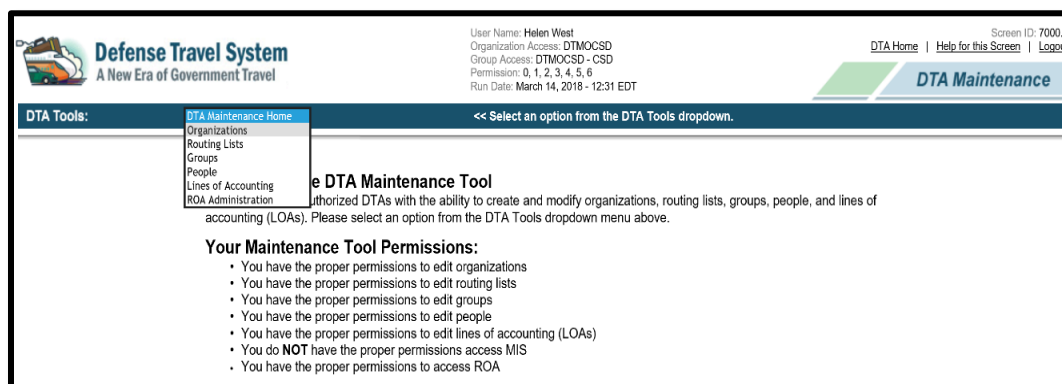 Defense Travel System
A New Era of Government Travel
User Name: Helen West
Organization Access: DTMOCSD
Group Access: DTMOCSD - CSD
Permission: 0, 1, 2, 3, 4, 5, 6
Run Date: March 14, 2018 - 12:31 EDT
Screen ID: 7000.
DTA Home | Help for this Screen | Logo
DTA Maintenance
DTA Tools:
DTA Maintenance Home
<< Select an option from the DTA Tools dropdown.
Organizations
Routing Lists
Groups
People
Lines of Accounting
ROA Administration
e DTA Maintenance Tool
uthorized DTAs with the ability to create and modify organizations, routing lists, groups, people, and lines of
accounting (LOAs). Please select an option from the DTA Tools dropdown menu above.
Your Maintenance Tool Permissions:
• You have the proper permissions to edit organizations
• You have the proper permissions to edit routing lists
• You have the proper permissions to edit groups
• You have the proper permissions to edit people
• You have the proper permissions to edit lines of accounting (LOAs)
• You do NOT have the proper permissions access MIS
• You have the proper permissions to access ROA